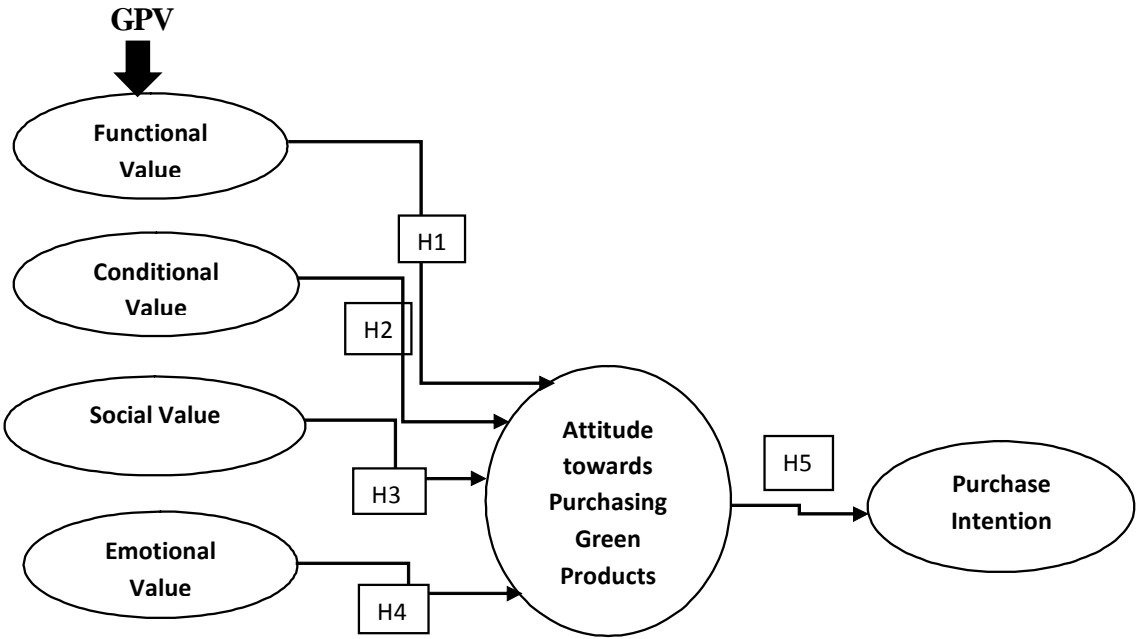 GPV
Functional
Value
H1
Conditional
Value
H2
Social Value
H3
Emotional
Value
H4
Attitude
towards
Purchasing
Green
Products
H5
Purchase
Intention